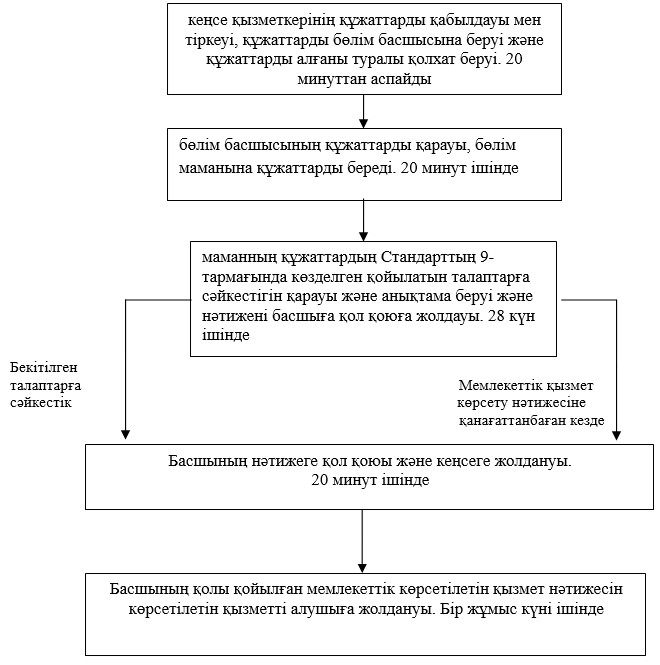 кеңсе қызметкерінің құжаттарды қабылдауы мен
тіркеуі, құжаттарды бөлім басшысына беруі және
құжаттарды алғаны туралы қолхат беруі. 20
минуттан аспайды
бөлім басшысының құжаттарды қарауы, бөлім
маманына құжаттарды береді. 20 минут ішінде
маманның құжаттардың Стандарттың 9-
тармағында көзделген қойылатын талаптарға
сәйкестігін қарауы және анықтама беруі және
нәтижені басшыға қол қоюға жолдауы. 28 күн
ішінде
Бекітілген
талаптарға
сәйкестік
Мемлекеттік қызмет
көрсету нәтижесіне
қанағаттанбаған кезде
Басшының нәтижеге қол қоюы және кеңсеге жолдануы.
20 минут ішінде
Басшының қолы қойылған мемлекеттік көрсетілетін қызмет нәтижесін
көрсетілетін қызметті алушыға жолдануы. Бір жұмыс күні ішінде